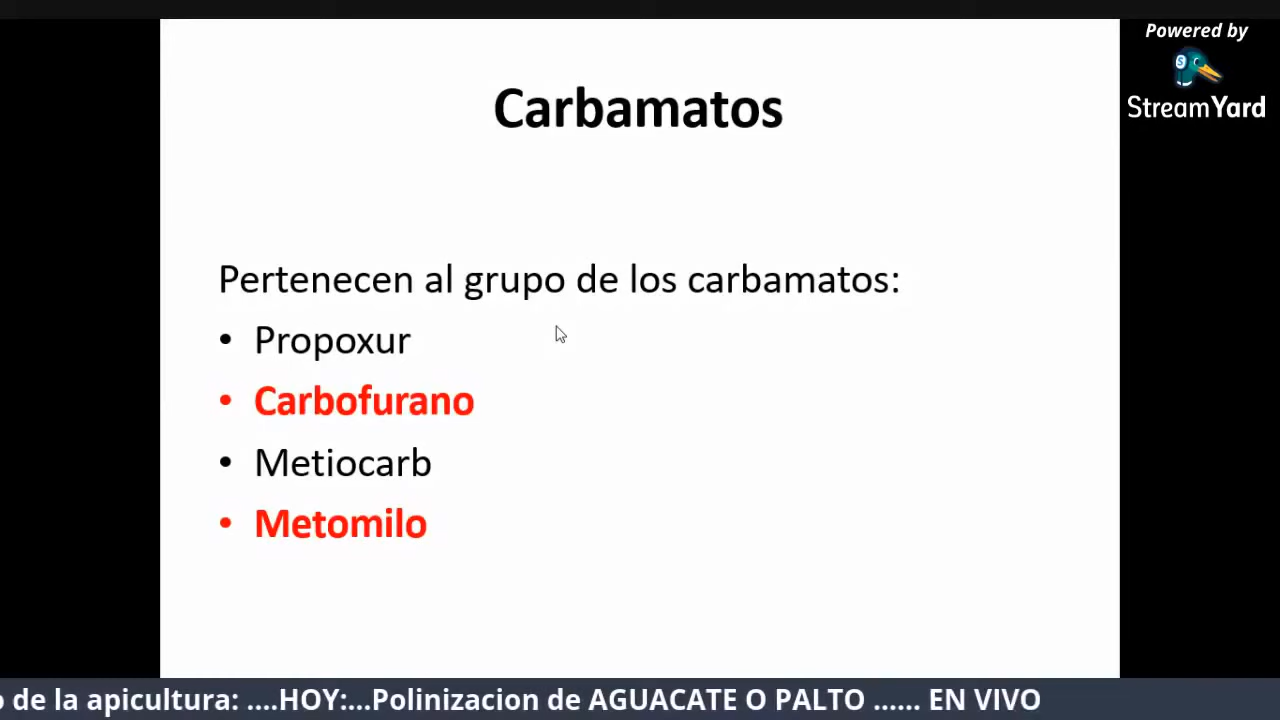 Powered by
StreamYard
Carbamatos
Pertenecen al grupo de los carbamatos:
• Propoxur
• Carbofurano
• Metiocarb
• Metomilo
o de la apicultura: ....HOY:...Polinizacion de AGUACATE O PALTO ...... EN VIVO